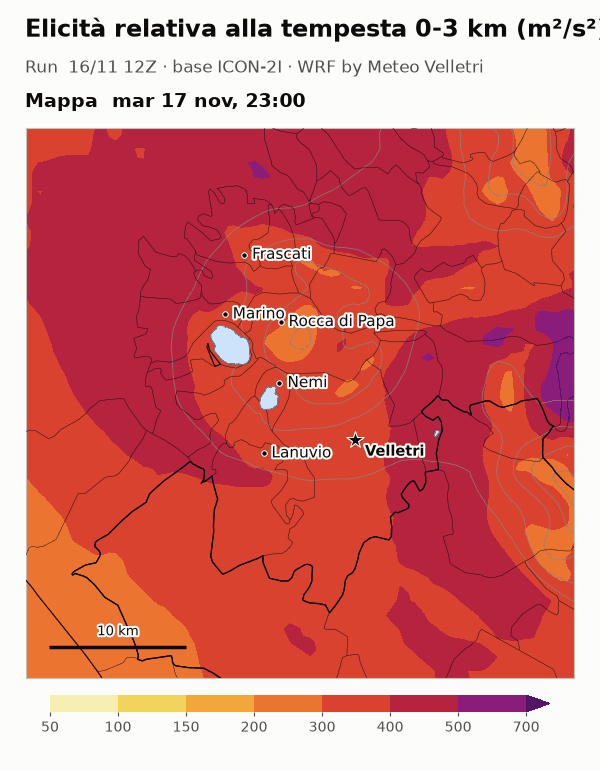 Elicità relativa alla tempesta 0-3 km (m²/s²)
Run  16/11 12Z · base ICON-2I · WRF by Meteo Velletri
Mappa  mar 17 nov, 23:00
Frascati
Marino
Rocca di Papa
Nemi
Velletri
Lanuvio
10 km
50 100 150 200 300 400 500 700